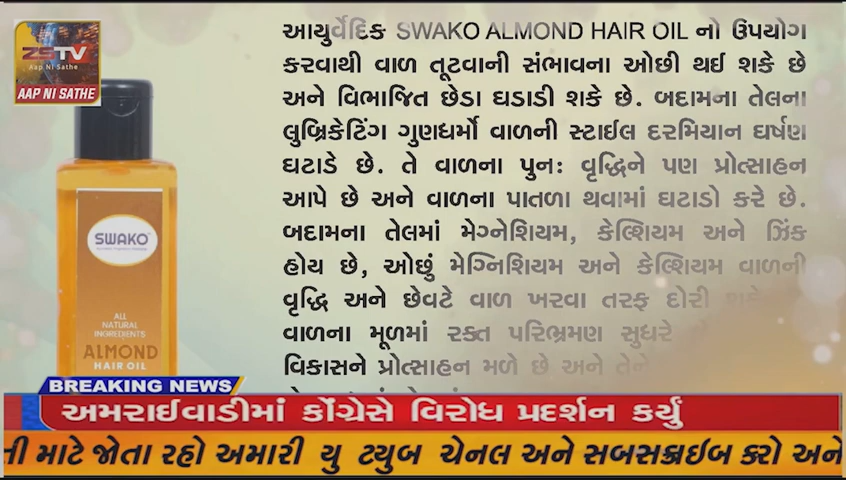 ZSTV
Aap Ni Sathe
AAP NI SATHE
આયુર્વેદિક SWAKO ALMOND HAIR OIL નો ઉપયોગ
કરવાથી વાળ તૂટવાની સંભાવના ઓછી થઈ શકે છે
અને વિભાજિત છેડા ઘડાડી શકે છે. બદામના તેલના
લુબ્રિકેટિંગ ગુણધર્મો વાળની સ્ટાઈલ દરમિયાન ઘર્ષણ
ઘટાડે છે. તે વાળના પુનઃ વૃદ્ધિને પણ પ્રોત્સાહન
આપે છે અને વાળના પાતળા થવામાં ઘટાડો કરે છે.
બદામના તેલમાં મેગ્નેશિયમ, કેલ્શિયમ અને ઝિંક
હોય છે, ઓછું મેગ્નિશિયમ અને કેલ્શિયમ વાળની
વૃદ્ધિ અને છેવટે વાળ ખરવા તરફ દોરી શકે
વાળના મૂળમાં રક્ત પરિભ્રમણ સુધરે
વિકાસને પ્રોત્સાહન મળે છે અને તેને
SWAKO
ALL
NATURAL
INGREDIENTS
ALMOND
HAIR OIL
BREAKING NEWS
અમરાઈવાડીમાં કોંગ્રેસે વિરોધ પ્રદર્શન કર્યું
તી માટે જોતા રહો અમારી યુ ટ્યુબ ચેનલ અને સબસક્રાઇબ કરો અને